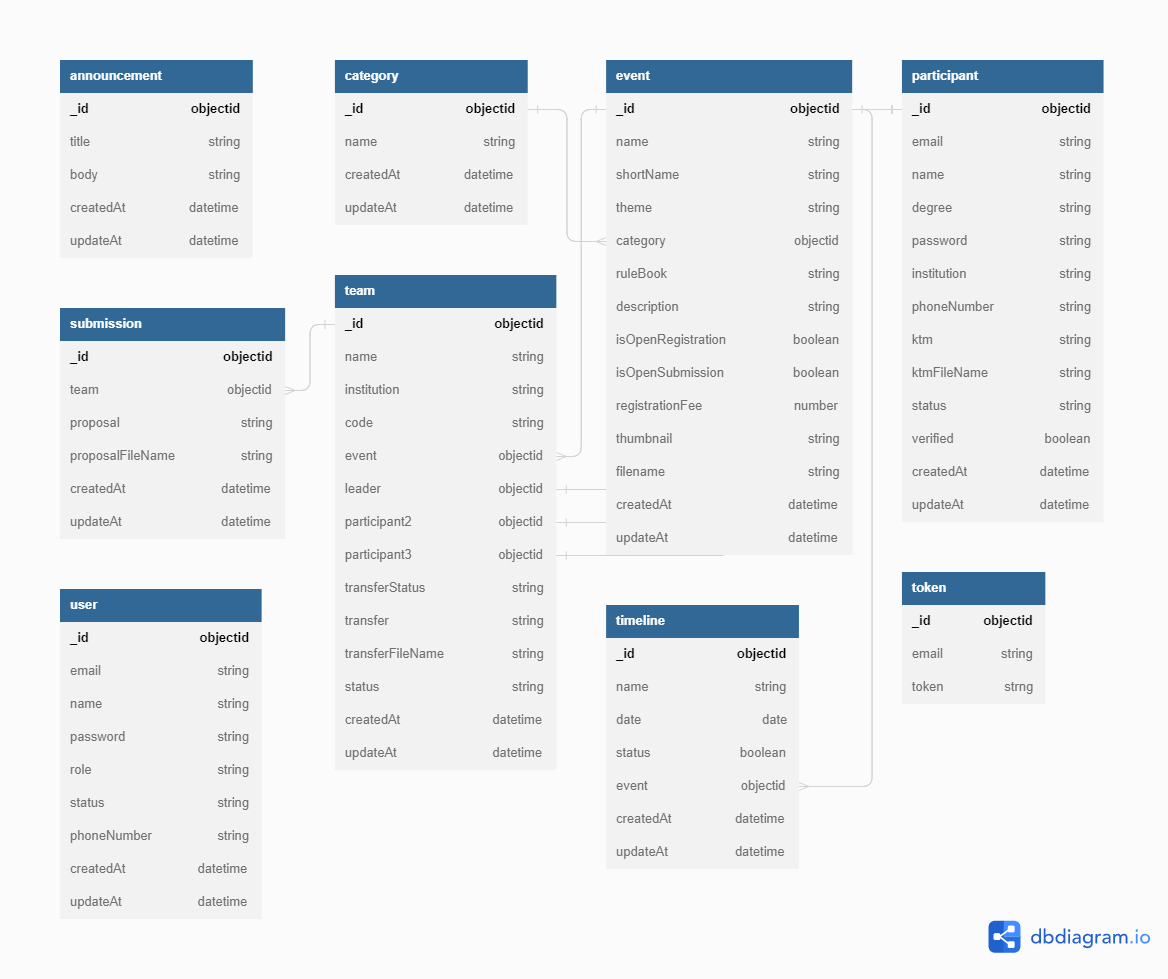 announcement
_id objectid
title string
body string
createdAt datetime
updateAt datetime
category
_id objectid
name string
createdAt datetime
updateAt datetime
event
_id objectid
name string
shortName string
theme string
category objectid
ruleBook string
description string
isOpenRegistration boolean
isOpenSubmission boolean
registrationFee number
thumbnail string
filename string
createdAt datetime
updateAt datetime
participant
_id objectid
email string
name string
degree string
password string
institution string
phoneNumber string
ktm string
ktmFileName string
status string
verified boolean
createdAt datetime
updateAt datetime
submission
_id objectid
team objectid
proposal string
proposalFileName string
createdAt datetime
updateAt datetime
team
_id objectid
name string
institution string
code string
event objectid
leader objectid
participant2 objectid
participant3 objectid
transferStatus string
transfer string
transferFileName string
status string
createdAt datetime
updateAt datetime
user
_id objectid
email string
name string
password string
role string
status string
phoneNumber string
createdAt datetime
updateAt datetime
timeline
_id objectid
name string
date date
status boolean
event objectid
createdAt datetime
updateAt datetime
token
_id objectid
email string
token strng
dbdiagram.io